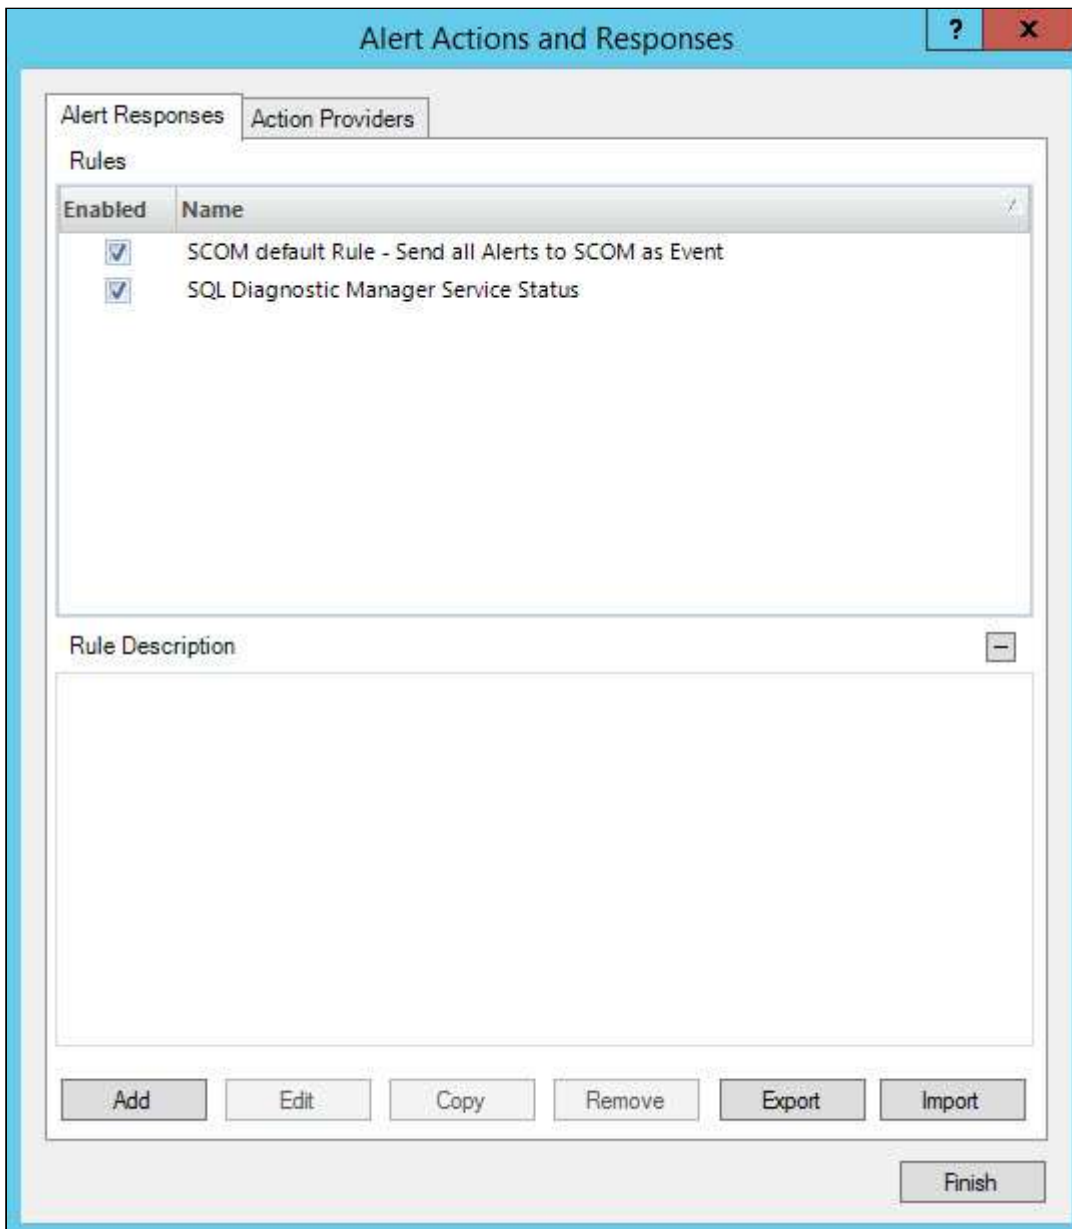 Alert Actions and Responses
?
x
Alert Responses
Action Providers
Rules
Enabled Name
SCOM default Rule - Send all Alerts to SCOM as Event
SQL Diagnostic Manager Service Status
Rule Description
Add Edit Copy Remove Export Import
Finish